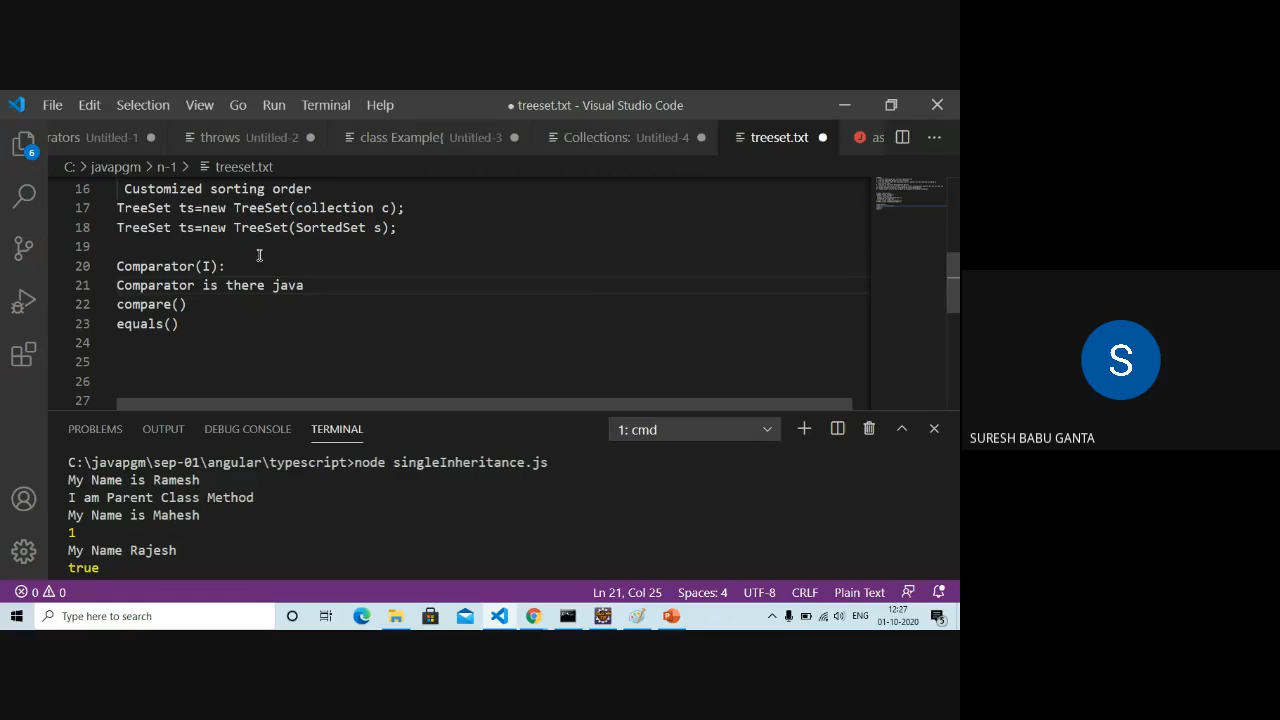 File Edit Selection View Go Run Terminal Help
● treeset.txt - Visual Studio Code
rators Untitled-1 throws Untitled-2 class Example{ Untitled-3 Collections: Untitled-4 treeset.txt as
C: > javapgm > n-1 > treeset.txt
16 Customized sorting order
17 TreeSet ts=new TreeSet(collection c);
18 TreeSet ts=new TreeSet(SortedSet s);
19
20 Comparator(I):
21 Comparator is there java
22 compare()
23 equals()
24
25
26
27
6
PROBLEMS OUTPUT DEBUG CONSOLE TERMINAL 1: cmd
C:\javapgm\sep-01\angular\typescript>node singleInheritance.js
My Name is Ramesh
I am Parent Class Method
My Name is Mahesh
1
My Name Rajesh
true
0 0 Ln 21, Col 25 Spaces: 4 UTF-8 CRLF Plain Text
Type here to search
ENG 12:27
01-10-2020
5
S
SURESH BABU GANTA